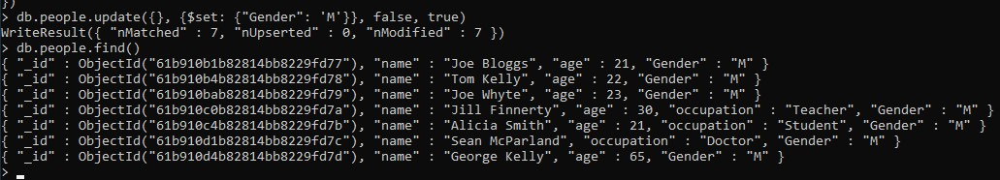 })
> db.people.update({}, {$set: {"Gender": 'M'}}, false, true)
WriteResult({ "nMatched" : 7, "nUpserted" : 0, "nModified" : 7 })
> db.people.find()
{ "_id" : ObjectId("61b910b1b82814bb8229fd77"), "name" : "Joe Bloggs", "age" : 21, "Gender" : "M" }
{ "_id" : ObjectId("61b910b4b82814bb8229fd78"), "name" : "Tom Kelly", "age" : 22, "Gender" : "M" }
{ "_id" : ObjectId("61b910bab82814bb8229fd79"), "name" : "Joe Whyte", "age" : 23, "Gender" : "M" }
{ "_id" : ObjectId("61b910c0b82814bb8229fd7a"), "name" : "Jill Finnerty", "age" : 30, "occupation" : "Teacher", "Gender" : "M" }
{ "_id" : ObjectId("61b910c4b82814bb8229fd7b"), "name" : "Alicia Smith", "age" : 21, "occupation" : "Student", "Gender" : "M" }
{ "_id" : ObjectId("61b910d1b82814bb8229fd7c"), "name" : "Sean McParland", "occupation" : "Doctor", "Gender" : "M" }
{ "_id" : ObjectId("61b910d4b82814bb8229fd7d"), "name" : "George Kelly", "age" : 65, "Gender" : "M" }
>